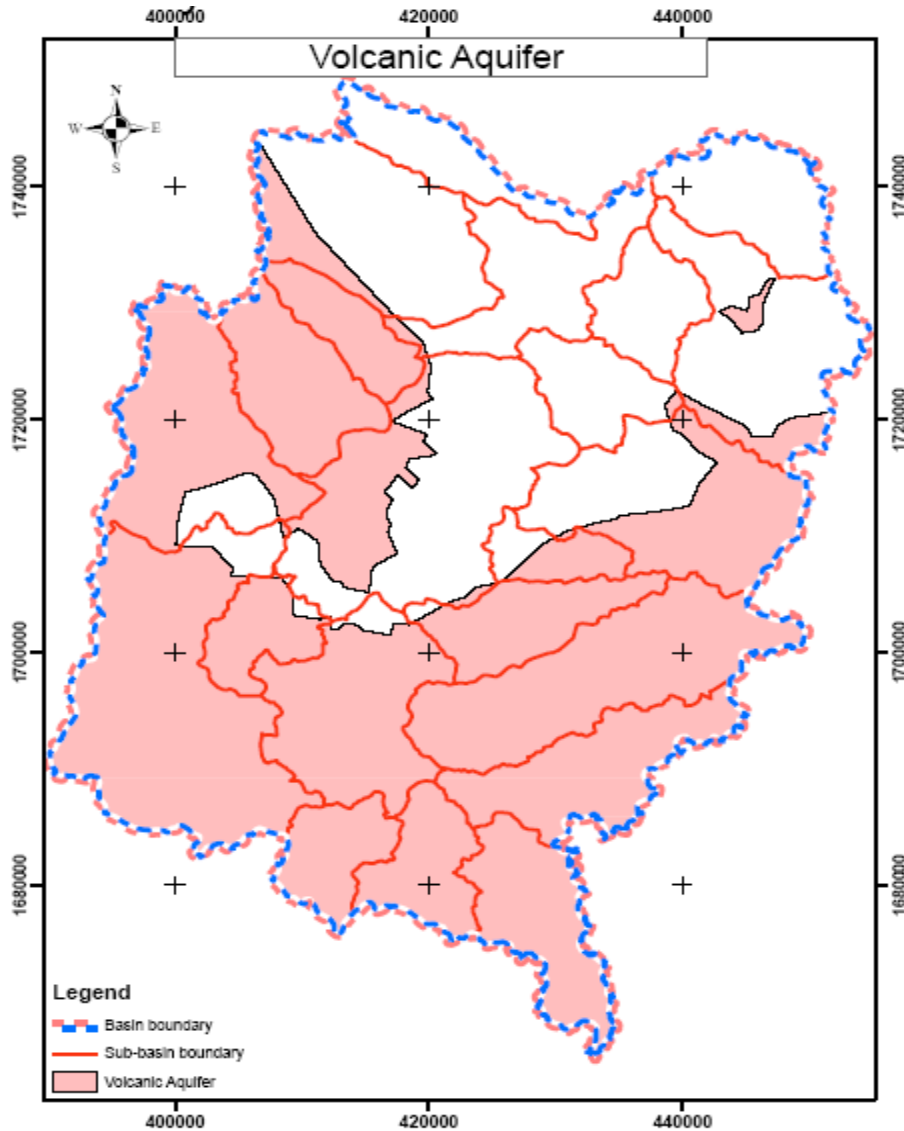 400000 420000 440000
Volcanic Aquifer
N
W E
S
1740000 1740000
1720000 1720000
1700000 1700000
1680000 1680000
Legend
Basin boundary
Sub-basin boundary
Volcanic Aquifer
400000 420000 440000